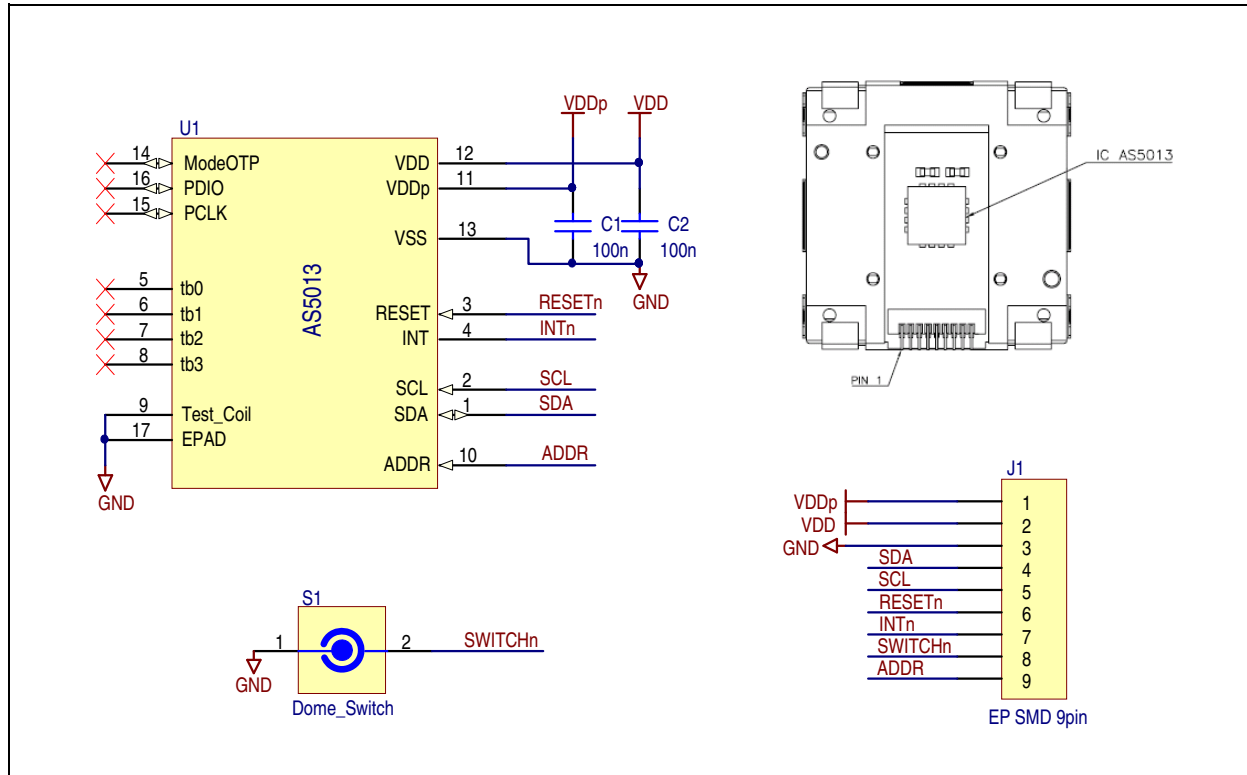 U1
AS5013
14 ModeOTP
16 PDIO
15 PCLK
5 tb0
6 tb1
7 tb2
8 tb3
9 Test_Coil
17 EPAD
GND
VDD 12
VDDp 11
VSS 13
RESET 3 RESETn
INT 4 INTn
SCL 2 SCL
SDA 1 SDA
ADDR 10 ADDR
VDDp VDD
C1 C2
100n 100n
GND
IC AS5013
PIN 1
S1
1 2 SWITCHn
GND
Dome_Switch
J1
VDDp 1
VDD 2
GND 3
SDA 4
SCL 5
RESETn 6
INTn 7
SWITCHn 8
ADDR 9
EP SMD 9pin